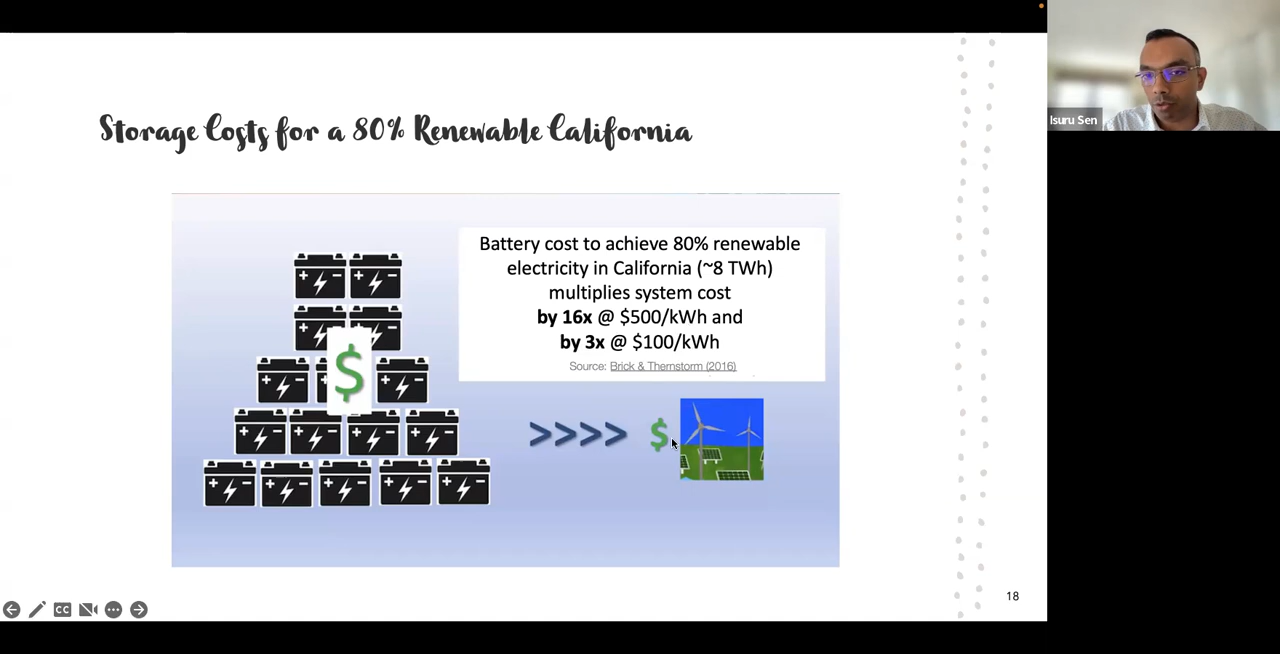 Storage Costs for a 80% Renewable California
Battery cost to achieve 80% renewable
electricity in California (~8 TWh)
multiplies system cost
by 16x @ $500/kWh and
by 3x @ $100/kWh
Source: Brick & Thernstorm (2016)
$
>>>> $
18
CC
Isuru Sen